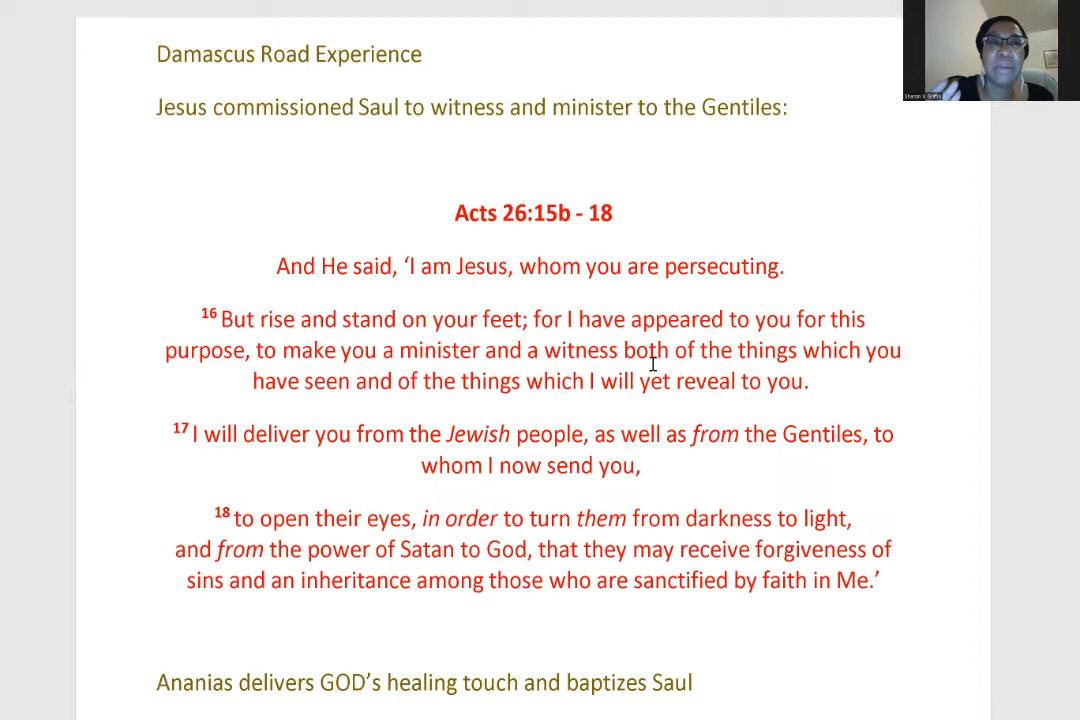 Damascus Road Experience
Jesus commissioned Saul to witness and minister to the Gentiles:
Acts 26:15b - 18
And He said, ‘I am Jesus, whom you are persecuting.
16 But rise and stand on your feet; for I have appeared to you for this
purpose, to make you a minister and a witness both of the things which you
have seen and of the things which I will yet reveal to you.
17 I will deliver you from the Jewish people, as well as from the Gentiles, to
whom I now send you,
18 to open their eyes, in order to turn them from darkness to light,
and from the power of Satan to God, that they may receive forgiveness of
sins and an inheritance among those who are sanctified by faith in Me.’
Ananias delivers GOD’s healing touch and baptizes Saul
Sharon V Griffin